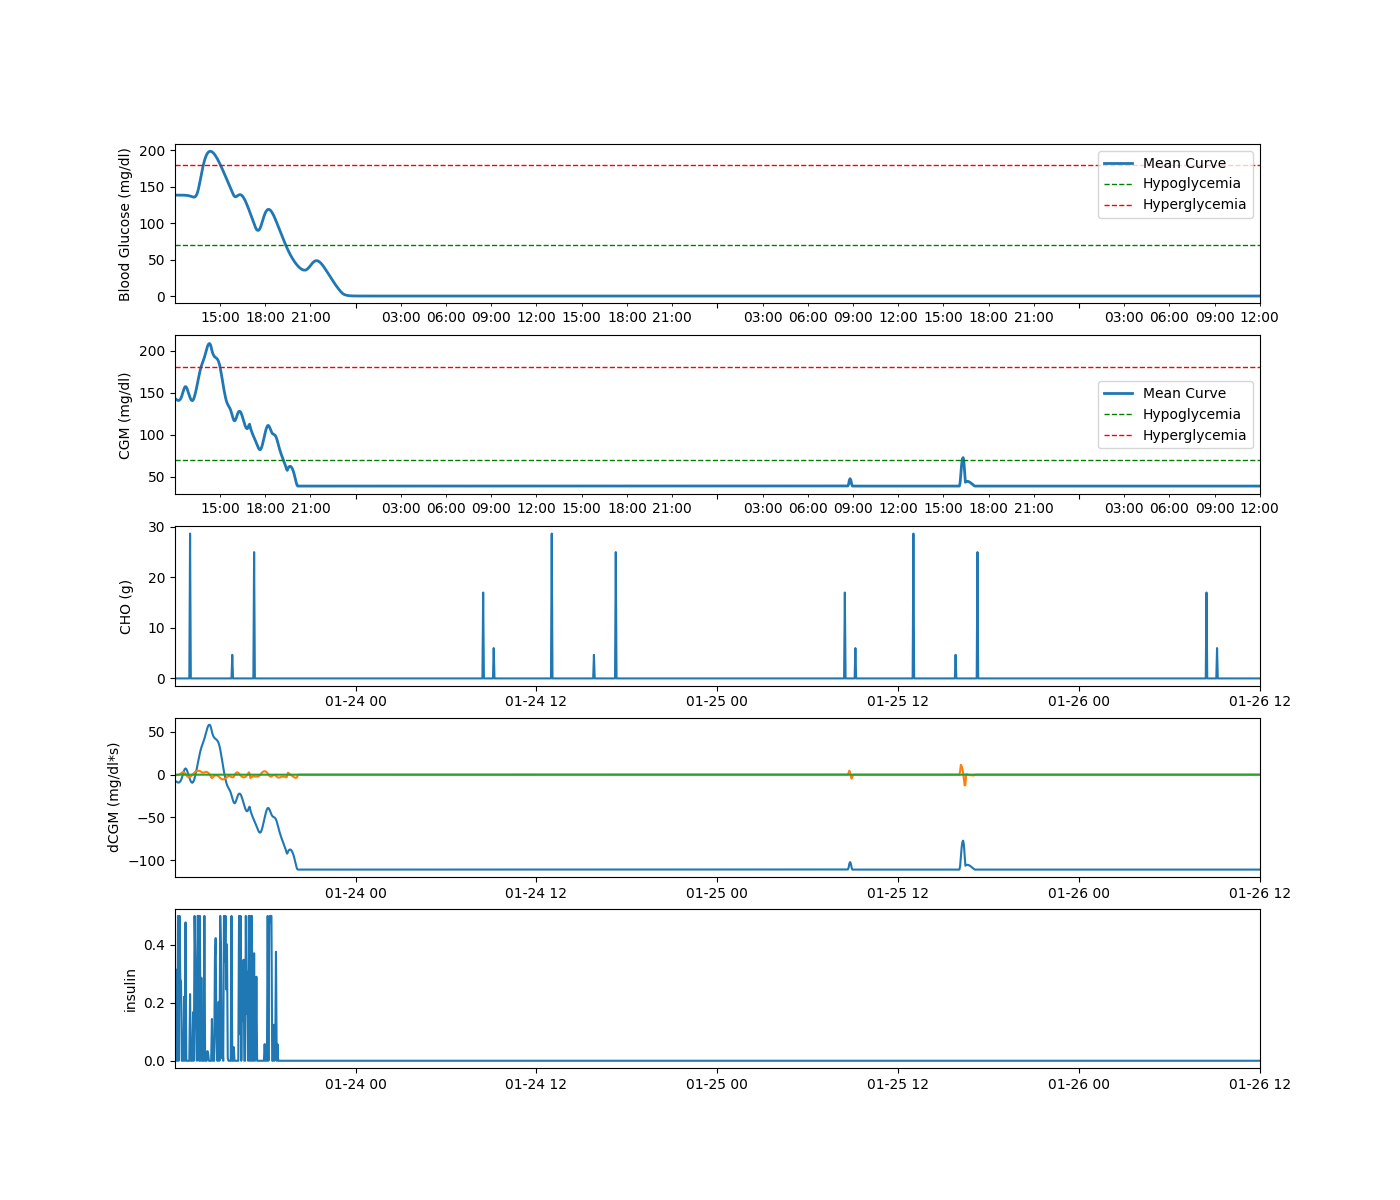 Blood Glucose (mg/dl)
200
150
100
50
0
Mean Curve
Hypoglycemia
Hyperglycemia
15:00 18:00 21:00 03:00 06:00 09:00 12:00 15:00 18:00 21:00 03:00 06:00 09:00 12:00 15:00 18:00 21:00 03:00 06:00 09:00 12:00
CGM (mg/dl)
200
150
100
50
Mean Curve
Hypoglycemia
Hyperglycemia
15:00 18:00 21:00 03:00 06:00 09:00 12:00 15:00 18:00 21:00 03:00 06:00 09:00 12:00 15:00 18:00 21:00 03:00 06:00 09:00 12:00
CHO (g)
30
20
10
0
01-24 00 01-24 12 01-25 00 01-25 12 01-26 00 01-26 12
dCGM (mg/dl*s)
50
0
−50
−100
01-24 00 01-24 12 01-25 00 01-25 12 01-26 00 01-26 12
insulin
0.4
0.2
0.0
01-24 00 01-24 12 01-25 00 01-25 12 01-26 00 01-26 12